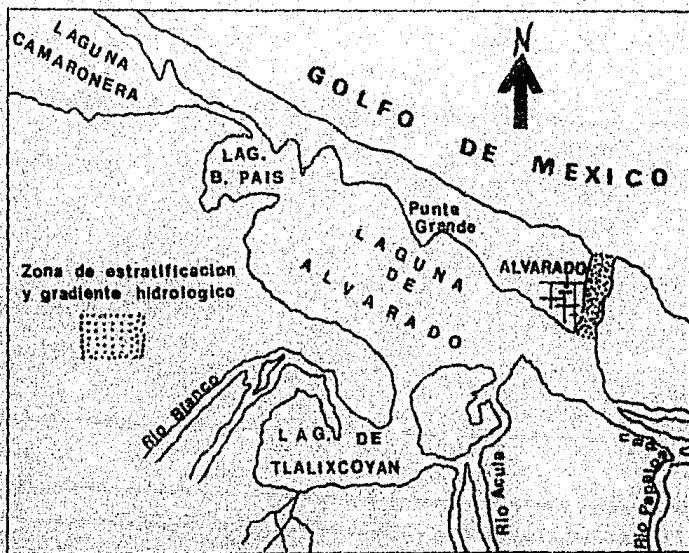 LAGUNA
CAMARONERA
N
GOLFO
DE MEXICO
LAG.
B. PAIS
Punta
Grande
LAGUNA
DE
ALVARADO
ALVARADO
Zona de estratificacion
y gradiente hidrologico
Rio Blanco
LAG. DE
TLALIXCOYAN
Rio Acula
Rio